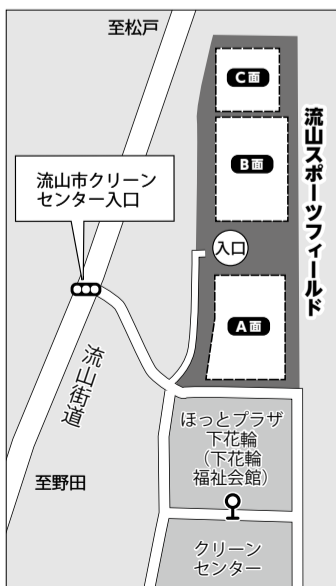 至松戸
C面
B面
流山スポーツフィールド
流山市クリーン
センター入口
入口
A面
流山街道
ほっとプラザ
下花輪
（下花輪
福祉会館）
至野田
クリーン
センター